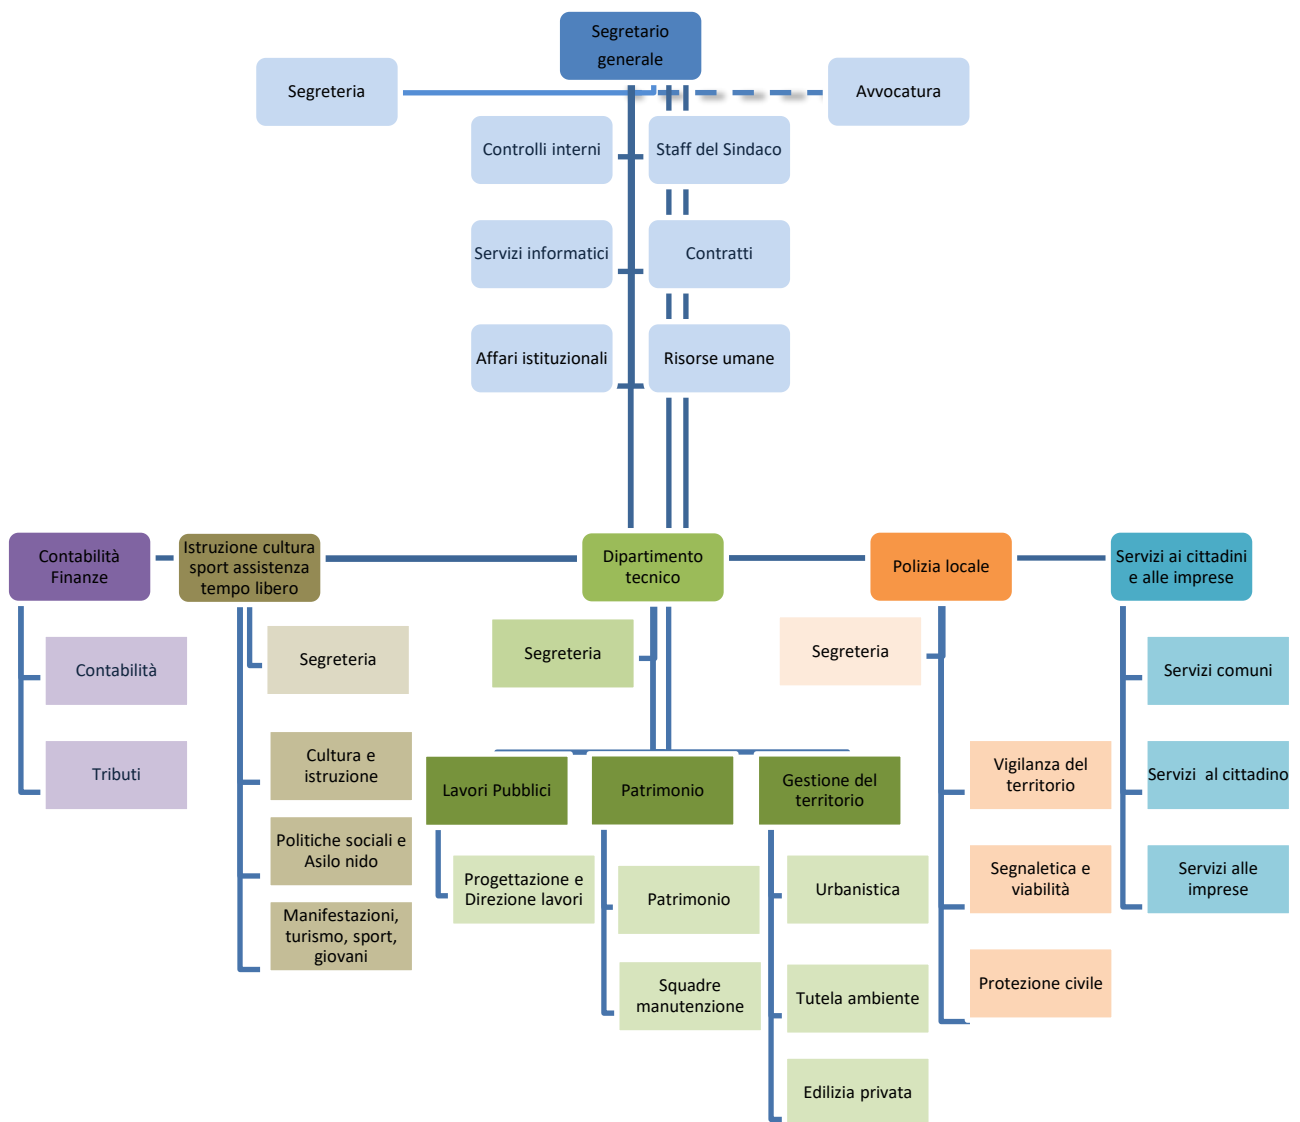 Segretario
generale
Segreteria
Avvocatura
Controlli interni
Staff del Sindaco
Servizi informatici
Contratti
Affari istituzionali
Risorse umane
Contabilità
Finanze
Istruzione cultura
sport assistenza
tempo libero
Dipartimento
tecnico
Polizia locale
Servizi ai cittadini
e alle imprese
Contabilità
Tributi
Segreteria
Cultura e
istruzione
Politiche sociali e
Asilo nido
Manifestazioni,
turismo, sport,
giovani
Segreteria
Lavori Pubblici
Progettazione e
Direzione lavori
Patrimonio
Patrimonio
Squadre
manutenzione
Gestione del
territorio
Urbanistica
Tutela ambiente
Edilizia privata
Segreteria
Vigilanza del
territorio
Segnaletica e
viabilità
Protezione civile
Servizi comuni
Servizi  al cittadino
Servizi alle
imprese